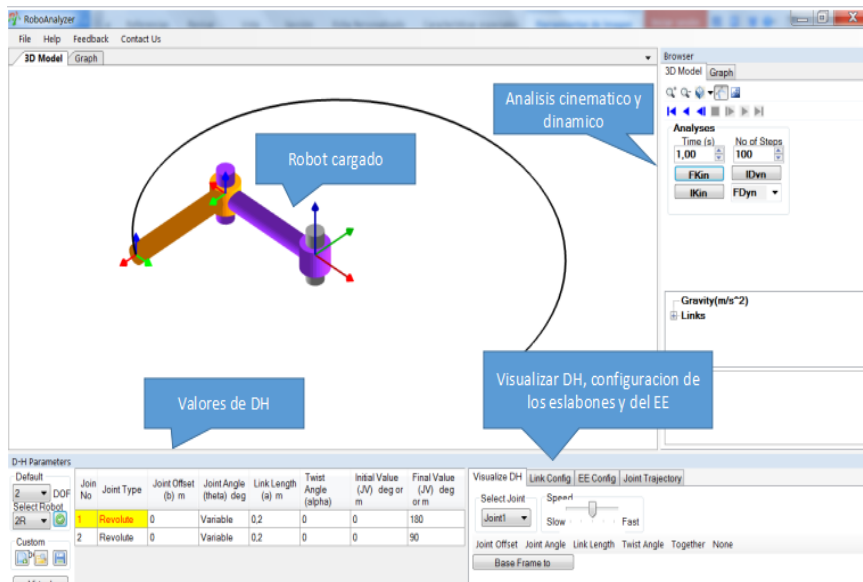 RoboAnalyzer
File Help Feedback Contact Us
3D Model Graph
Browser
3D Model Graph
Analyses
Time (s) No of Steps
1,00 100
FKin IDyn
IKin FDyn
Gravity(m/s^2)
Links
Analisis cinematico y
dinamico
Robot cargado
Valores de DH
Visualizar DH, configuracion de
los eslabones y del EE
D-H Parameters
Default
2 DOF
Select Robot
2R
Custom
Join No Joint Type Joint Offset (b) m Joint Angle (theta) deg Link Length (a) m Twist Angle (alpha) Initial Value (JV) deg or m Final Value (JV) deg or m
1 Revolute 0 Variable 0,2 0 0 180
2 Revolute 0 Variable 0,2 0 0 90
Visualize DH Link Config EE Config Joint Trajectory
Select Joint Speed
Joint1 Slow Fast
Joint Offset Joint Angle Link Length Twist Angle Together None
Base Frame to